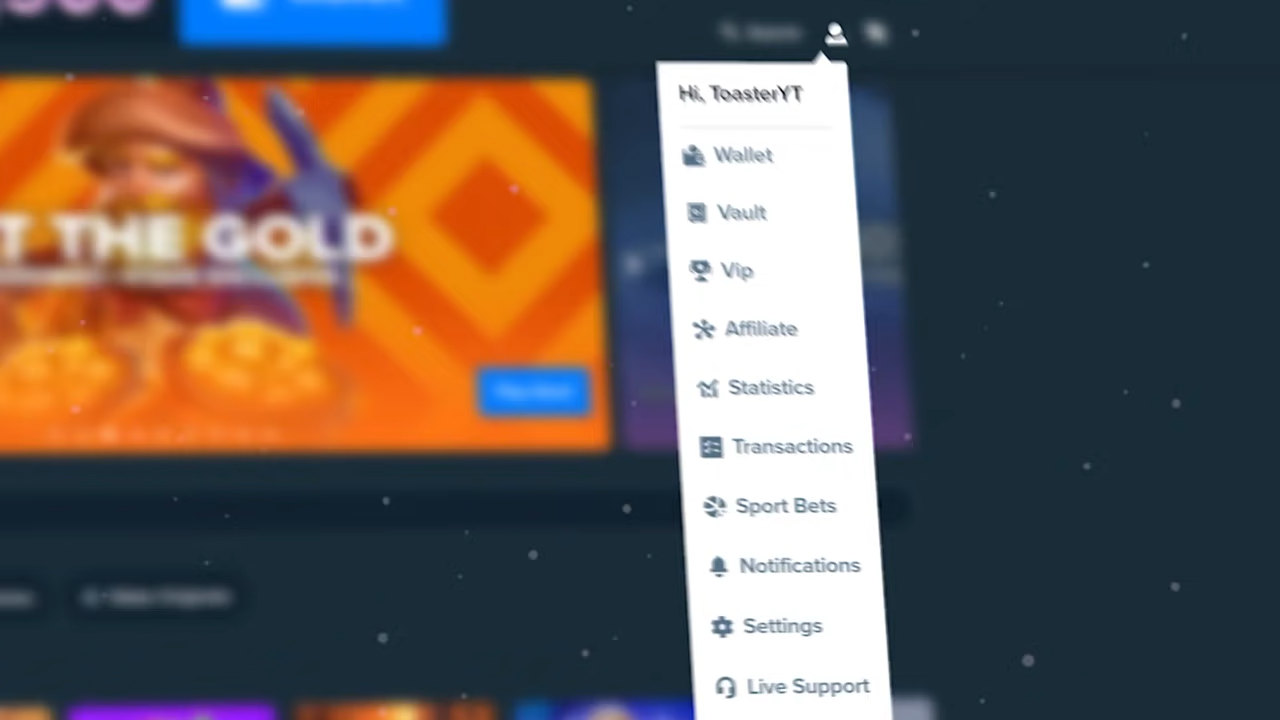 T THE GOLD
Hi, ToasterYT
Wallet
Vault
Vip
Affiliate
Statistics
Transactions
Sport Bets
Notifications
Settings
Live Support